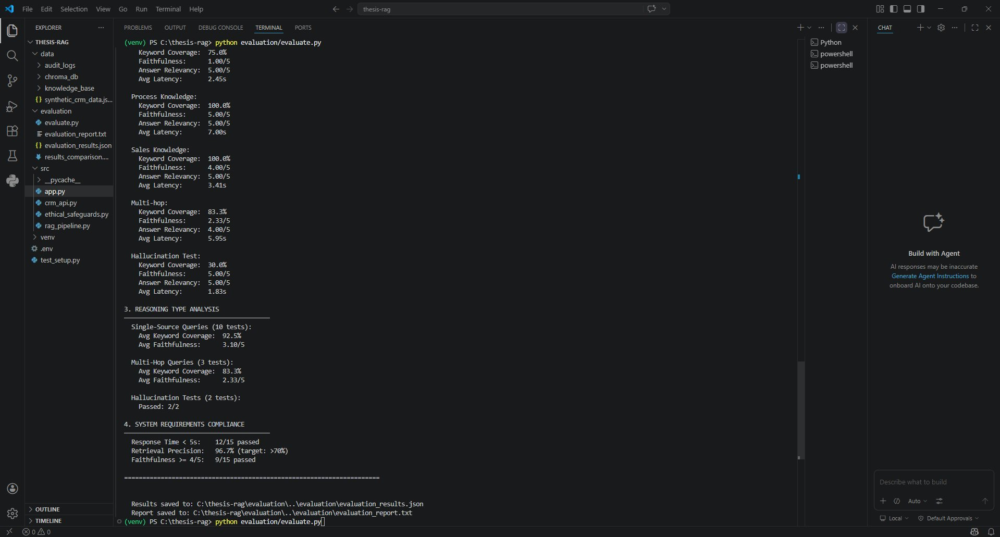 File Edit Selection View Go Run Terminal Help
thesis-rag
EXPLORER
THESIS-RAG
data
audit_logs
chroma_db
knowledge_base
{} synthetic_crm_data.js...
evaluation
evaluate.py
evaluation_report.txt
{} evaluation_results.json
results_comparison....
src
__pycache__
app.py
crm_api.py
ethical_safeguards.py
rag_pipeline.py
venv
.env
test_setup.py
OUTLINE
TIMELINE
0 0
PROBLEMS OUTPUT DEBUG CONSOLE TERMINAL PORTS
(venv) PS C:\thesis-rag> python evaluation/evaluate.py
Keyword Coverage: 75.0%
Faithfulness: 1.00/5
Answer Relevancy: 5.00/5
Avg Latency: 2.45s
Process Knowledge:
Keyword Coverage: 100.0%
Faithfulness: 5.00/5
Answer Relevancy: 5.00/5
Avg Latency: 7.00s
Sales Knowledge:
Keyword Coverage: 100.0%
Faithfulness: 4.00/5
Answer Relevancy: 5.00/5
Avg Latency: 3.41s
Multi-hop:
Keyword Coverage: 83.3%
Faithfulness: 2.33/5
Answer Relevancy: 4.00/5
Avg Latency: 5.95s
Hallucination Test:
Keyword Coverage: 30.0%
Faithfulness: 5.00/5
Answer Relevancy: 5.00/5
Avg Latency: 1.83s
3. REASONING TYPE ANALYSIS
Single-Source Queries (10 tests):
Avg Keyword Coverage: 92.5%
Avg Faithfulness: 3.10/5
Multi-Hop Queries (3 tests):
Avg Keyword Coverage: 83.3%
Avg Faithfulness: 2.33/5
Hallucination Tests (2 tests):
Passed: 2/2
4. SYSTEM REQUIREMENTS COMPLIANCE
Response Time < 5s: 12/15 passed
Retrieval Precision: 96.7% (target: >70%)
Faithfulness >= 4/5: 9/15 passed
======================================================================
Results saved to: C:\thesis-rag\evaluation\..\evaluation\evaluation_results.json
Report saved to: C:\thesis-rag\evaluation\..\evaluation\evaluation_report.txt
(venv) PS C:\thesis-rag> python evaluation/evaluate.py
Python
powershell
powershell
CHAT
Build with Agent
AI responses may be inaccurate
Generate Agent Instructions to
onboard AI onto your codebase.
Describe what to build
Auto
Local Default Approvals